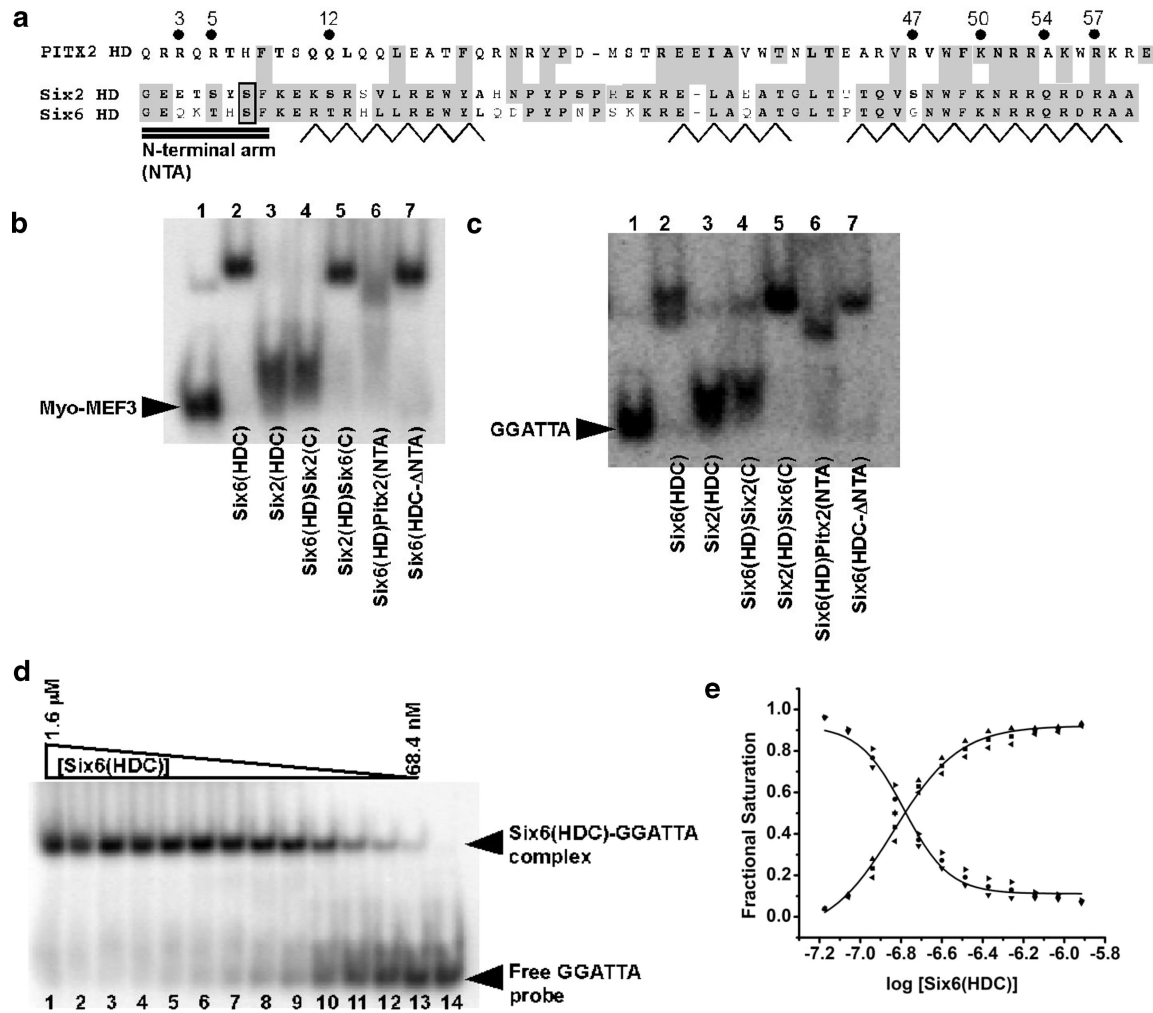 a
3 5 12 47 50 54 57
PITX2 HD Q R R R Q R T H F T S Q Q L Q Q L E A T F Q R N R Y P D - M S T R E E I A V W T N L T E A R V R V W F K N R R A K W R K R E
Six2 HD G E E T S Y S F K E K S R S V L R E W Y A H N P Y P S P H E K R E - L A E A T G L T T T Q V S N W F K N R R Q R D R A A
Six6 HD G E Q K T H S F K E R T R H L L R E W Y L Q D P Y P N P S K K R E - L A Q A T G L T P T Q V G N W F K N R R Q R D R A A
N-terminal arm
(NTA)
b
1 2 3 4 5 6 7
Myo-MEF3
Six6(HDC)
Six2(HDC)
Six6(HD)Six2(C)
Six2(HD)Six6(C)
Six6(HD)Pitx2(NTA)
Six6(HDC-ΔNTA)
c
1 2 3 4 5 6 7
GGATTA
Six6(HDC)
Six2(HDC)
Six6(HD)Six2(C)
Six2(HD)Six6(C)
Six6(HD)Pitx2(NTA)
Six6(HDC-ΔNTA)
d
1.6 µM
68.4 nM
[Six6(HDC)]
Six6(HDC)-GGATTA
complex
Free GGATTA
probe
1 2 3 4 5 6 7 8 9 10 11 12 13 14
e
Fractional Saturation
1.0
0.8
0.6
0.4
0.2
0.0
-7.2 -7.0 -6.8 -6.6 -6.4 -6.2 -6.0 -5.8
log [Six6(HDC)]